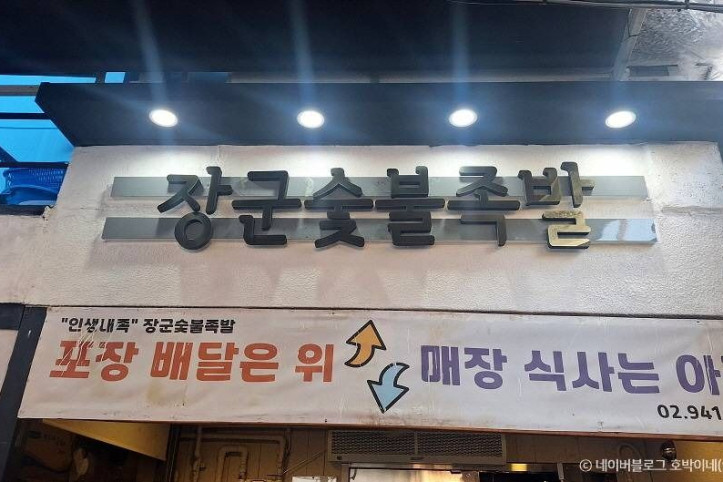 장군숯불족발
"인생내족" 장군숯불족발
포장 배달은 위 매장 식사는 아
02.941
© 네이버블로그 호박이네(